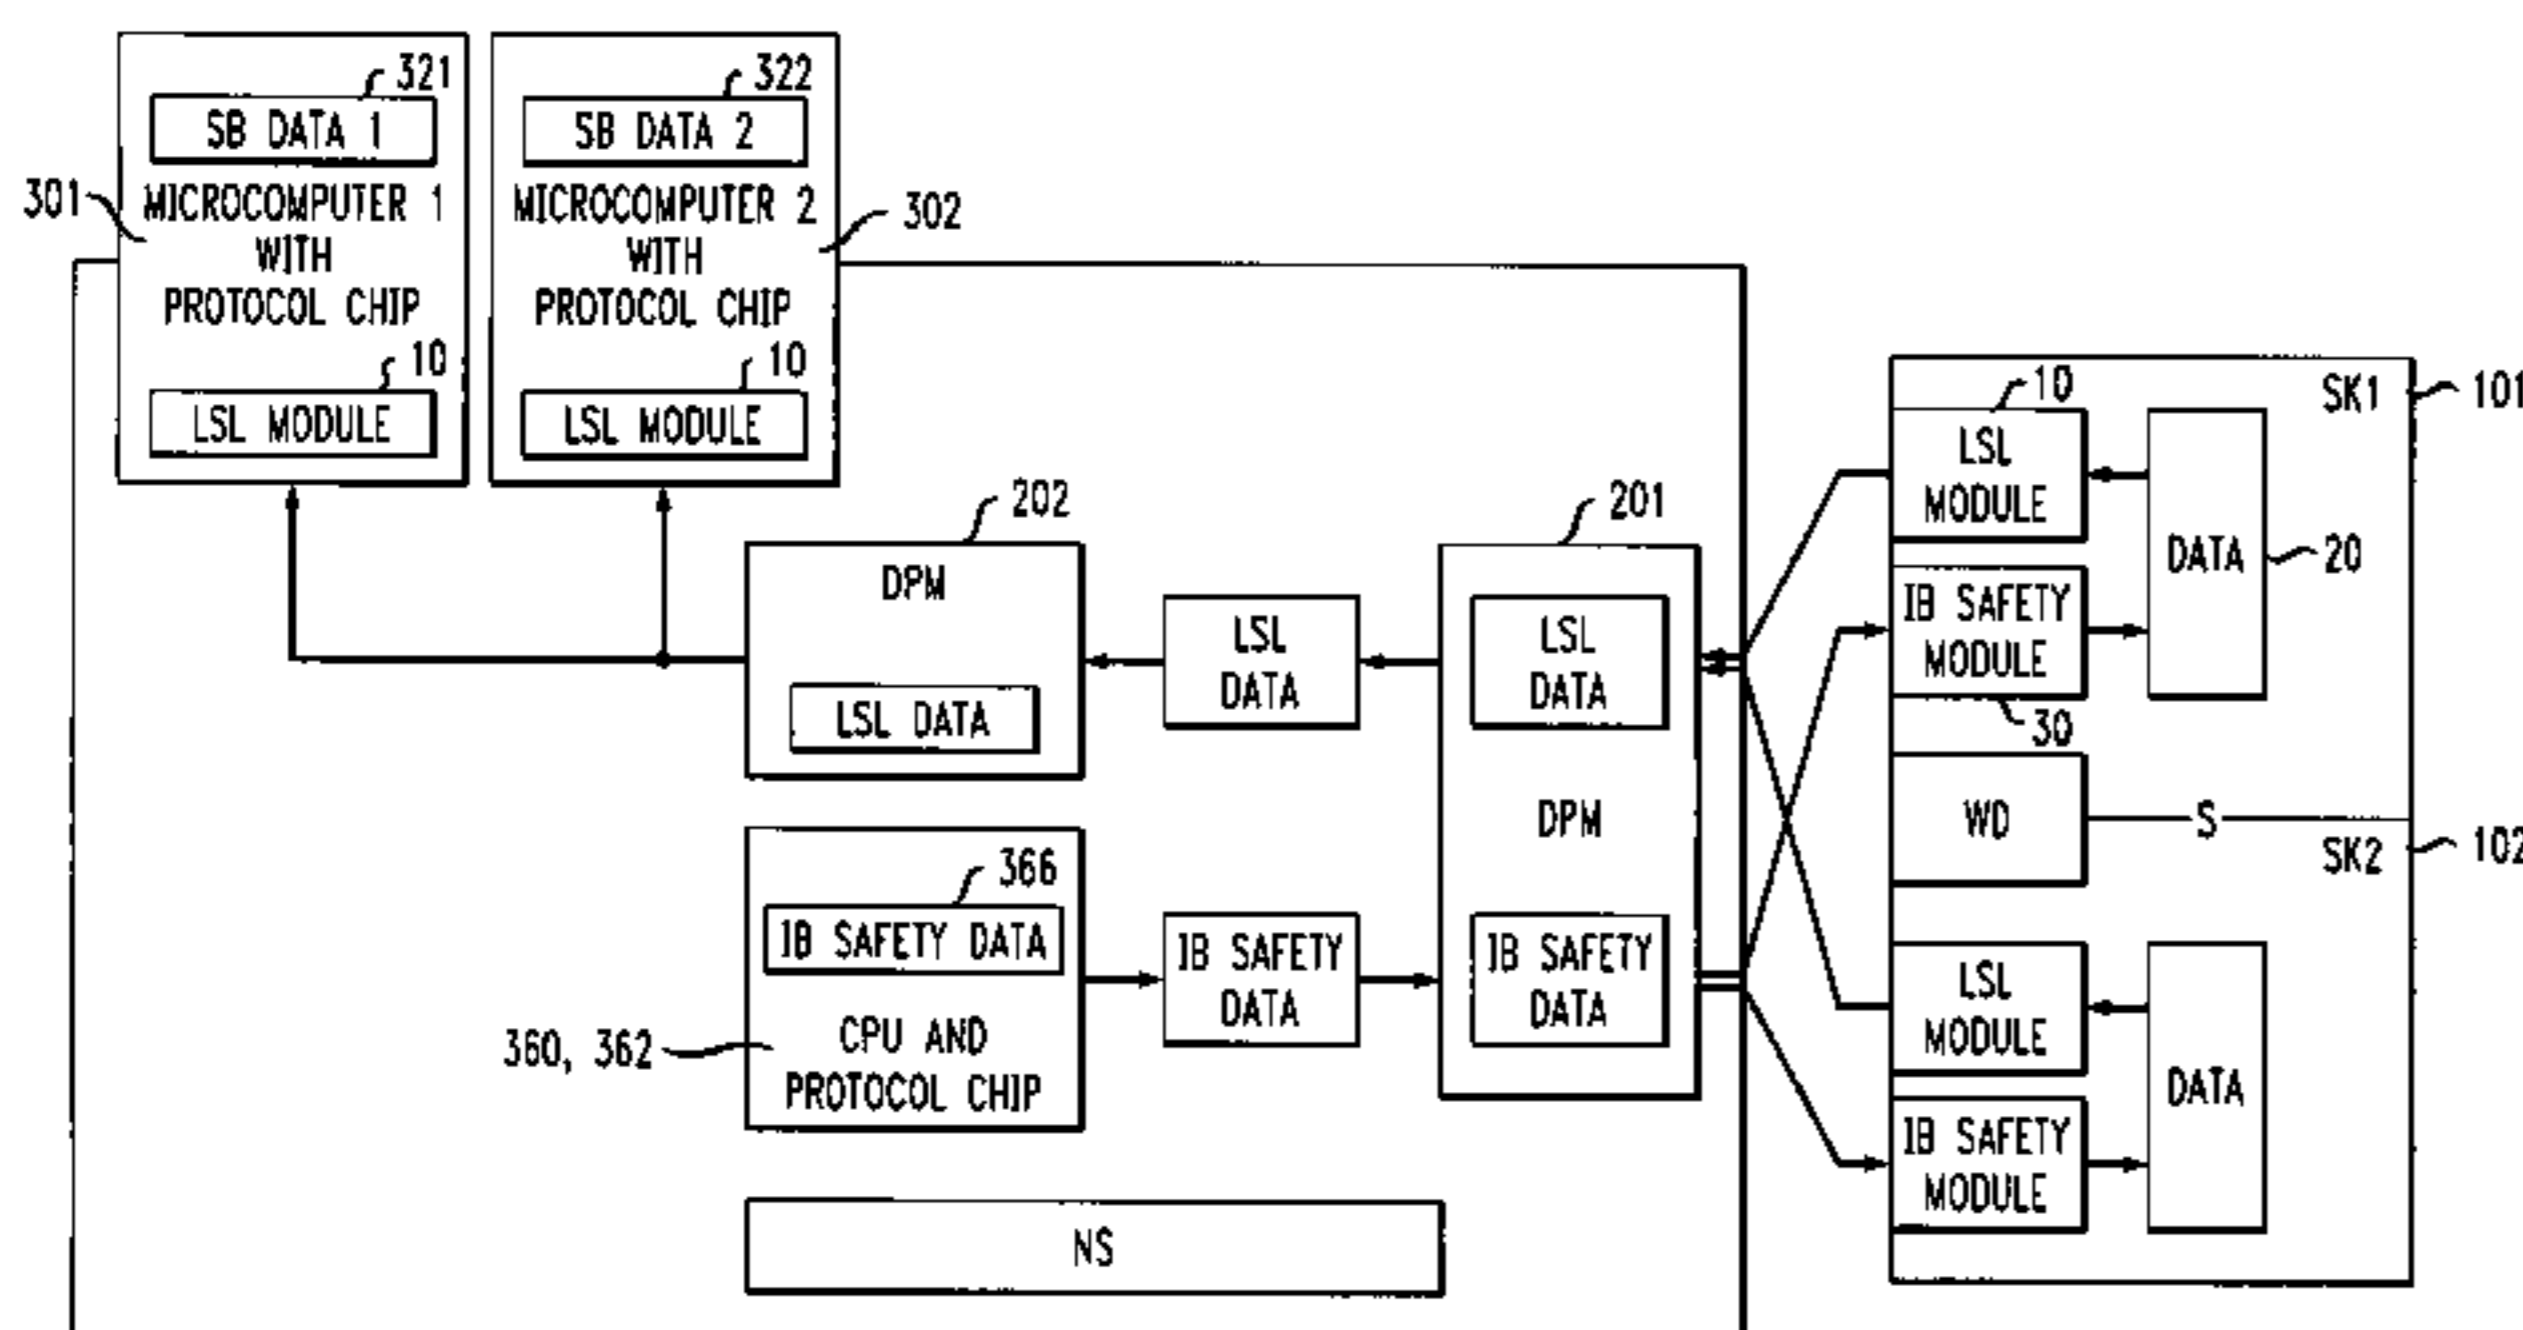 321
SB DATA 1
301
MICROCOMPUTER 1
WITH
PROTOCOL CHIP
10
LSL MODULE
322
SB DATA 2
MICROCOMPUTER 2
WITH
PROTOCOL CHIP
302
10
LSL MODULE
202
DPM
LSL DATA
LSL
DATA
201
LSL
DATA
DPM
IB SAFETY
DATA
366
IB SAFETY DATA
360, 362
CPU AND
PROTOCOL CHIP
IB SAFETY
DATA
NS
SK1
101
10
LSL
MODULE
DATA
20
IB SAFETY
MODULE
30
WD
S
SK2
102
LSL
MODULE
DATA
IB SAFETY
MODULE